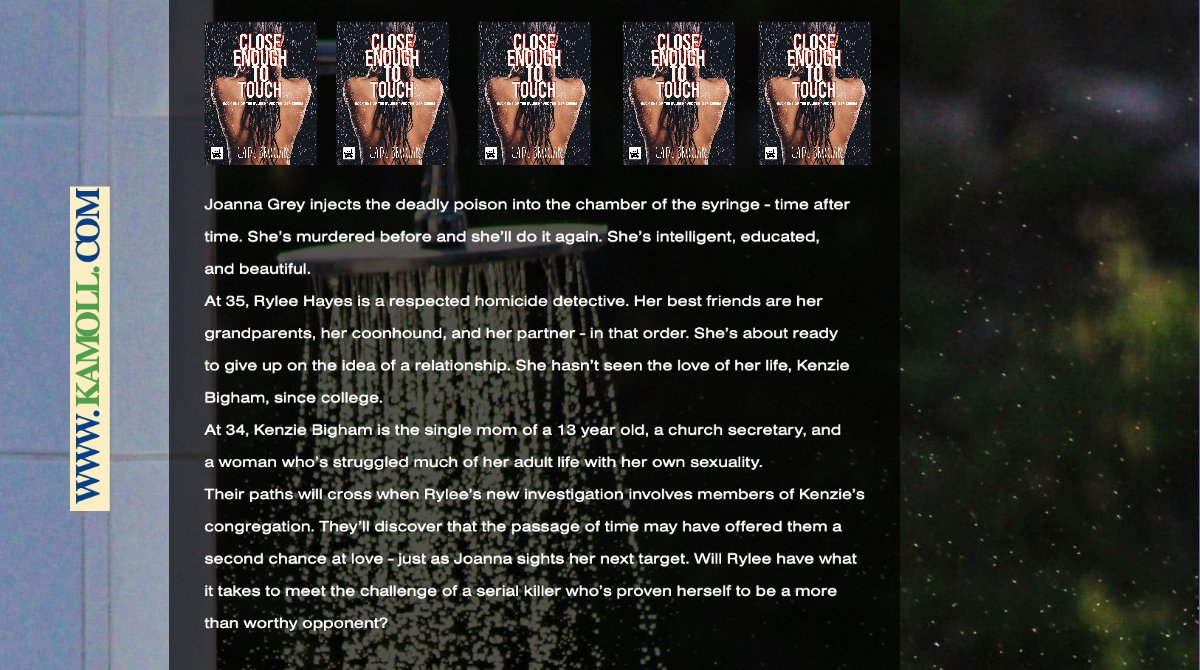 CLOSE ENOUGH TO TOUCH
CLOSE ENOUGH TO TOUCH
CLOSE ENOUGH TO TOUCH
CLOSE ENOUGH TO TOUCH
CLOSE ENOUGH TO TOUCH
WWW.KAMOLL.COM
Joanna Grey injects the deadly poison into the chamber of the syringe - time after
time. She's murdered before and she'll do it again. She's intelligent, educated,
and beautiful.
At 35, Rylee Hayes is a respected homicide detective. Her best friends are her
grandparents, her coonhound, and her partner - in that order. She's about ready
to give up on the idea of a relationship. She hasn't seen the love of her life, Kenzie
Bigham, since college.
At 34, Kenzie Bigham is the single mom of a 13 year old, a church secretary, and
a woman who's struggled much of her adult life with her own sexuality.
Their paths will cross when Rylee's new investigation involves members of Kenzie's
congregation. They'll discover that the passage of time may have offered them a
second chance at love - just as Joanna sights her next target. Will Rylee have what
it takes to meet the challenge of a serial killer who's proven herself to be a more
than worthy opponent?